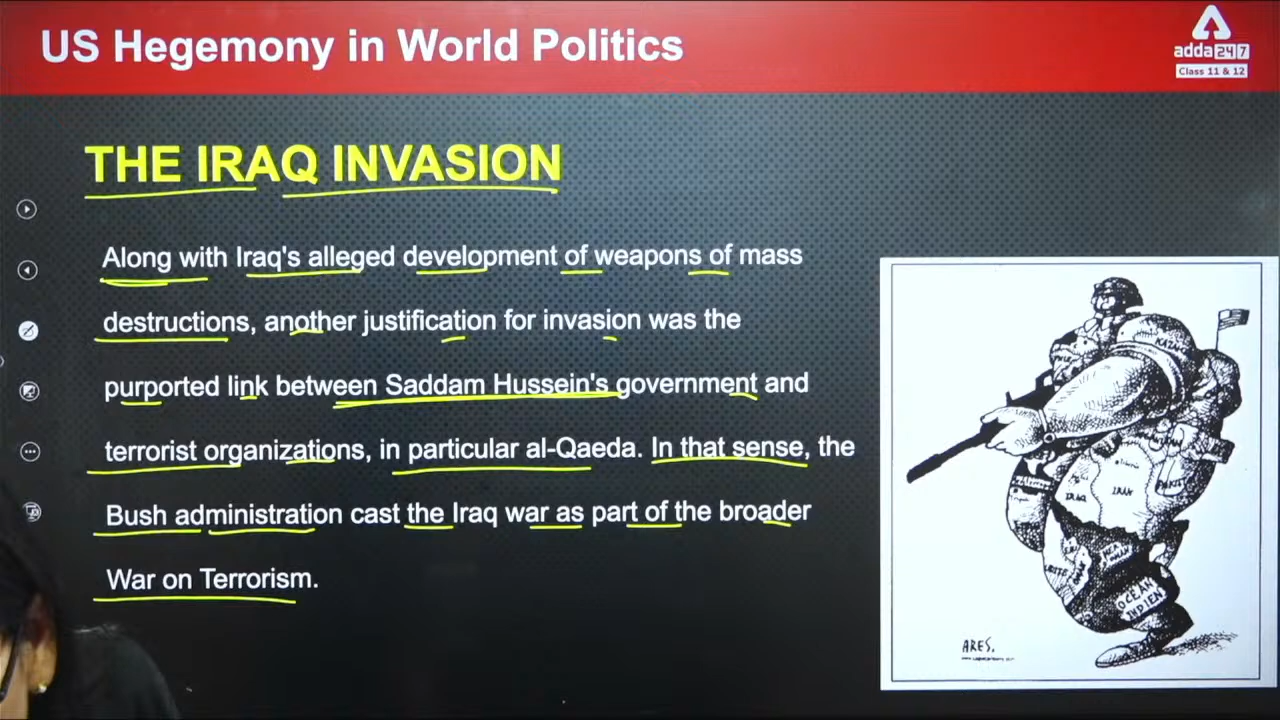 US Hegemony in World Politics
adda247
Class 11 & 12
THE IRAQ INVASION
Along with Iraq's alleged development of weapons of mass
destructions, another justification for invasion was the
purported link between Saddam Hussein's government and
terrorist organizations, in particular al-Qaeda. In that sense, the
Bush administration cast the Iraq war as part of the broader
War on Terrorism.
IRAQ
IRAN
OCEAN
INDIEN
ARES.